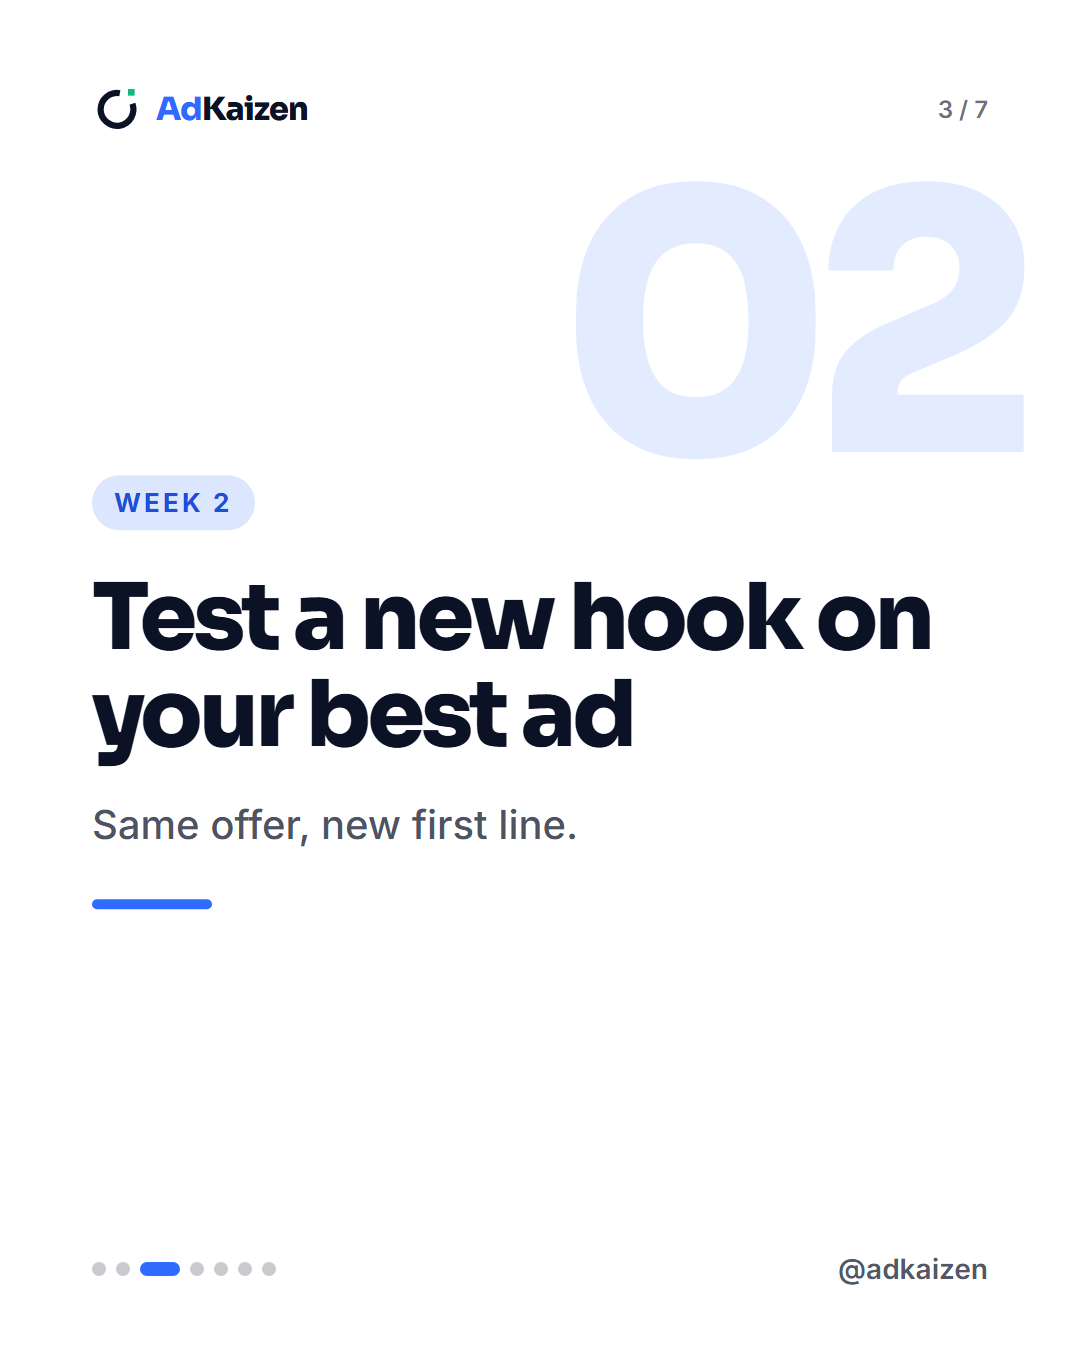 AdKaizen
3 / 7
02
WEEK 2
Test a new hook on
your best ad
Same offer, new first line.
@adkaizen